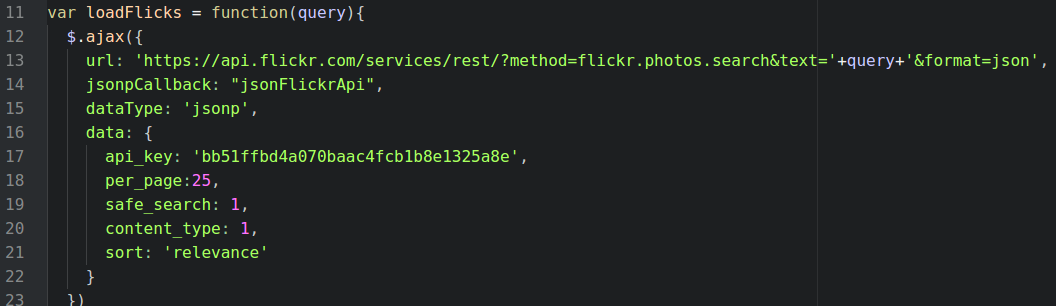 11 var loadFlicks = function(query){
12 $.ajax({
13 url: 'https://api.flickr.com/services/rest/?method=flickr.photos.search&text='+query+'&format=json',
14 jsonpCallback: "jsonFlickrApi",
15 dataType: 'jsonp',
16 data: {
17 api_key: 'bb51ffbd4a070baac4fcb1b8e1325a8e',
18 per_page:25,
19 safe_search: 1,
20 content_type: 1,
21 sort: 'relevance'
22 }
23 })